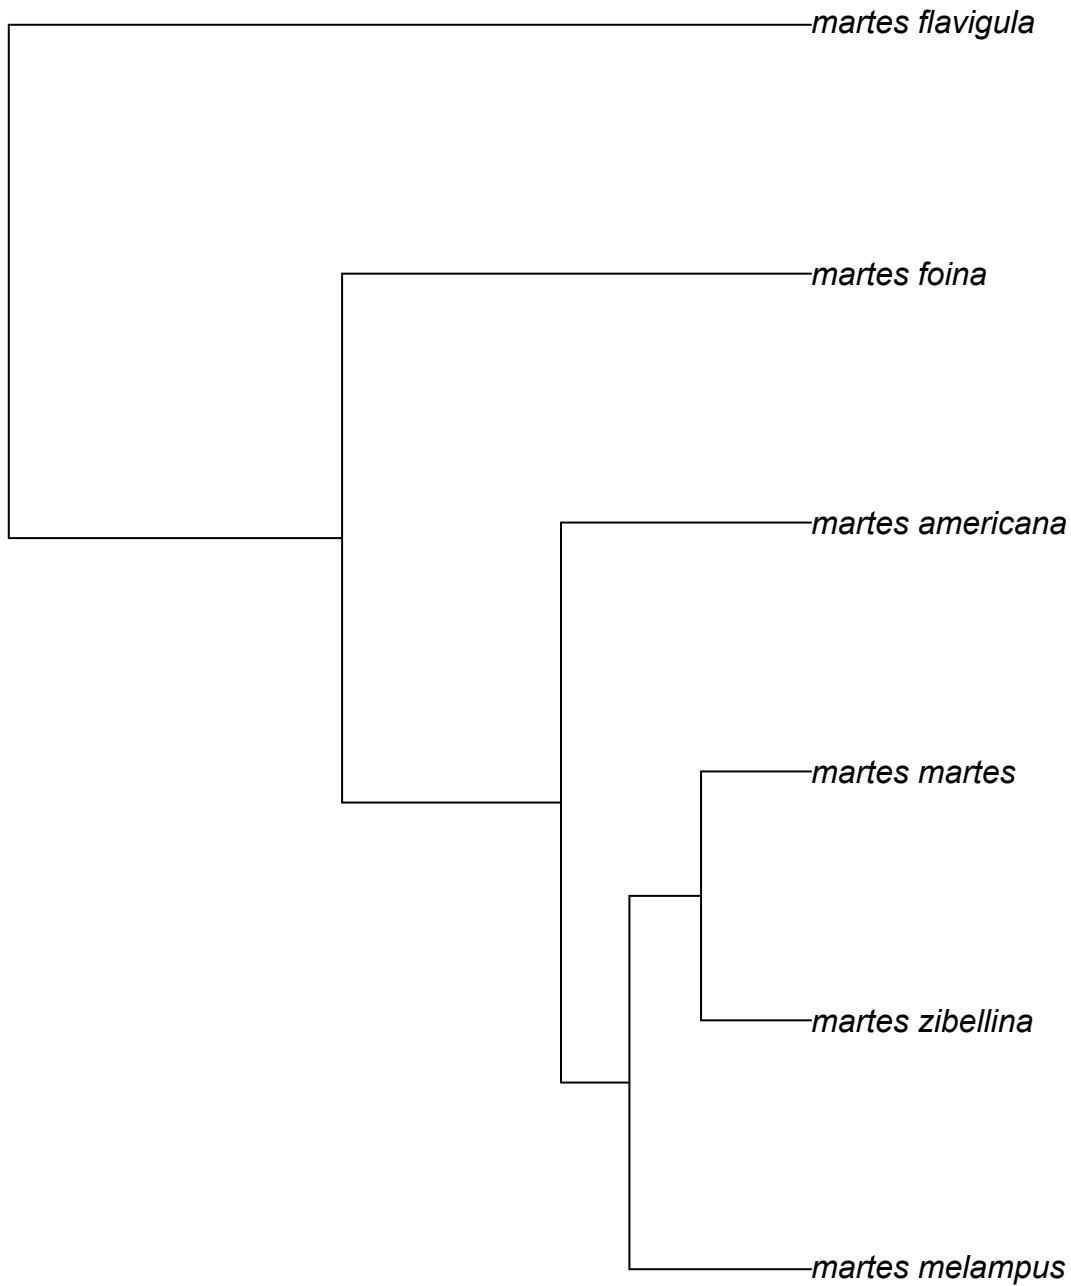 martes flavigula
martes foina
martes americana
martes martes
martes zibellina
martes melampus